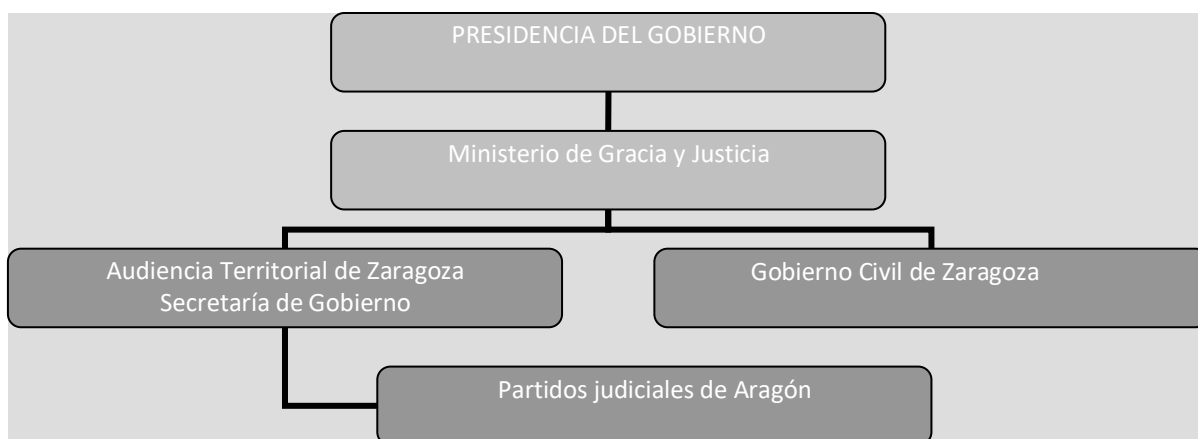 PRESIDENCIA DEL GOBIERNO
Ministerio de Gracia y Justicia
Audiencia Territorial de Zaragoza
Secretaría de Gobierno
Gobierno Civil de Zaragoza
Partidos judiciales de Aragón